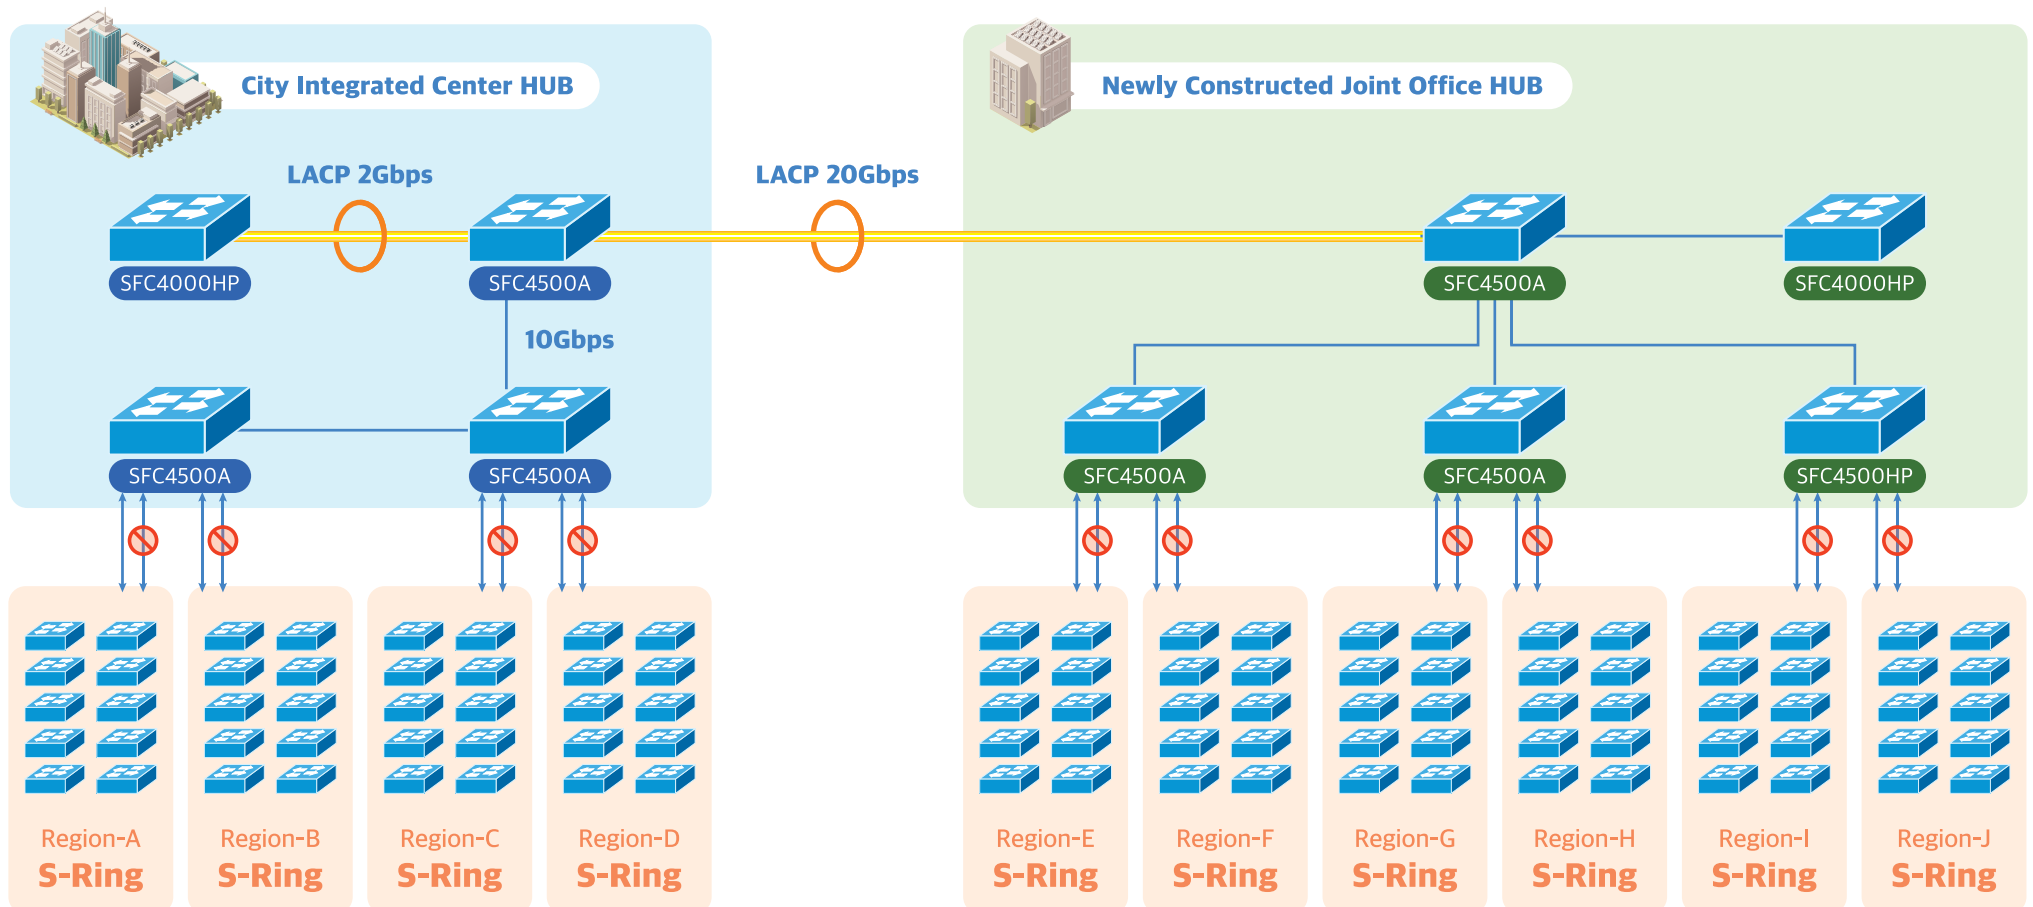 City Integrated Center HUB
Newly Constructed Joint Office HUB
LACP 2Gbps
LACP 20Gbps
SFC4000HP
SFC4500A
SFC4500A
SFC4000HP
10Gbps
SFC4500A
SFC4500A
SFC4500A
SFC4500A
SFC4500HP
Region-A
S-Ring
Region-B
S-Ring
Region-C
S-Ring
Region-D
S-Ring
Region-E
S-Ring
Region-F
S-Ring
Region-G
S-Ring
Region-H
S-Ring
Region-I
S-Ring
Region-J
S-Ring